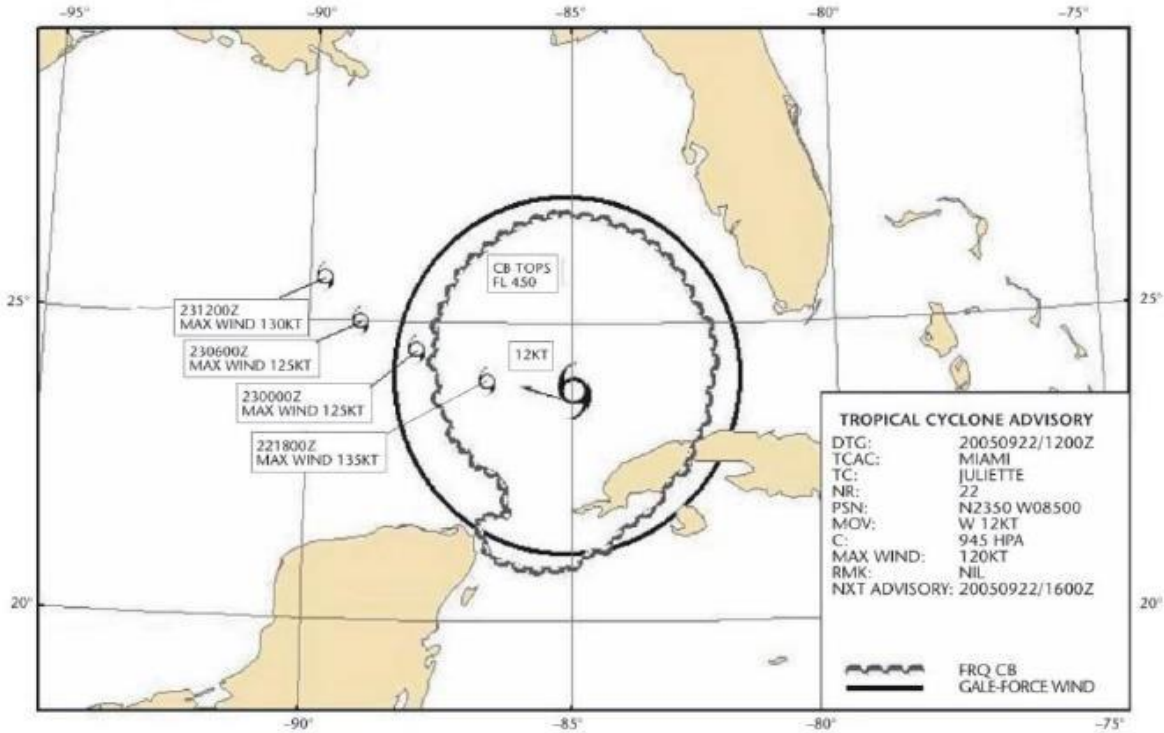 -95° -90° -85° -80° -75°
CB TOPS
FL 450
25° 25°
231200Z
MAX WIND 130KT
230600Z
MAX WIND 125KT
12KT
230000Z
MAX WIND 125KT
221800Z
MAX WIND 135KT
TROPICAL CYCLONE ADVISORY
DTG: 20050922/1200Z
TCAC: MIAMI
TC: JULIETTE
NR: 22
PSN: N2350 W08500
MOV: W 12KT
C: 945 HPA
MAX WIND: 120KT
RMK: NIL
NXT ADVISORY: 20050922/1600Z
20° 20°
FRQ CB
GALE-FORCE WIND
-90° -85° -80° -75°